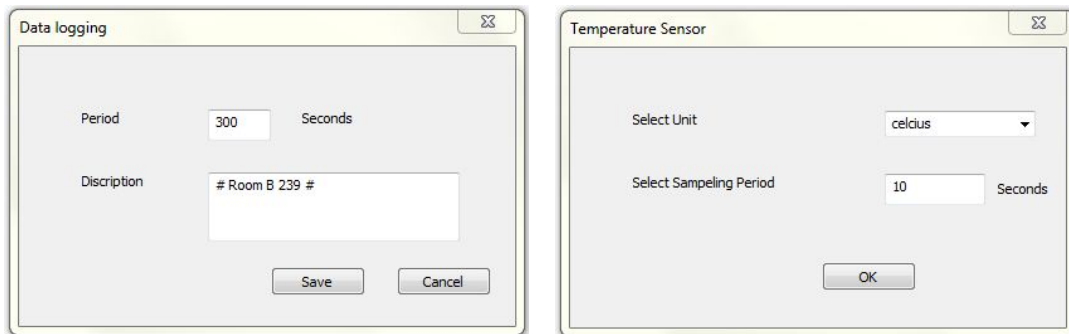 Data logging
Period 300 Seconds
Discription # Room B 239 #
Save Cancel
Temperature Sensor
Select Unit celcius
Select Sampeling Period 10 Seconds
OK